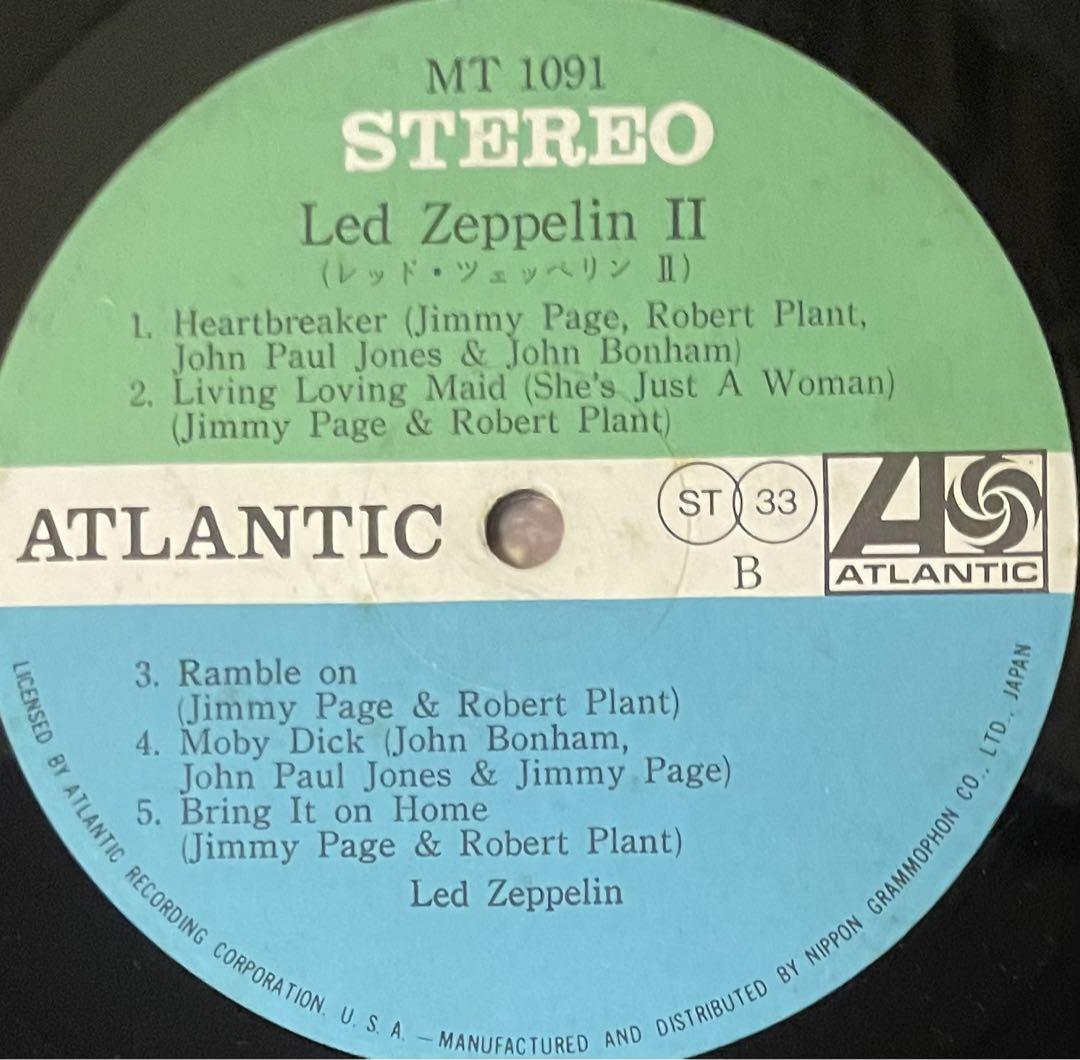 MT 1091
STEREO
Led Zeppelin II
(レッド・ツェッペリン Ⅱ)
1. Heartbreaker (Jimmy Page, Robert Plant,
John Paul Jones & John Bonham)
2. Living Loving Maid (She's Just A Woman)
(Jimmy Page & Robert Plant)
ATLANTIC
ST 33
B
ATLANTIC
3. Ramble on
(Jimmy Page & Robert Plant)
4. Moby Dick (John Bonham,
John Paul Jones & Jimmy Page)
5. Bring It on Home
(Jimmy Page & Robert Plant)
Led Zeppelin
LICENSED BY ATLANTIC RECORDING CORPORATION. U. S. A. — MANUFACTURED AND DISTRIBUTED BY NIPPON GRAMMOPHON CO., LTD., JAPAN